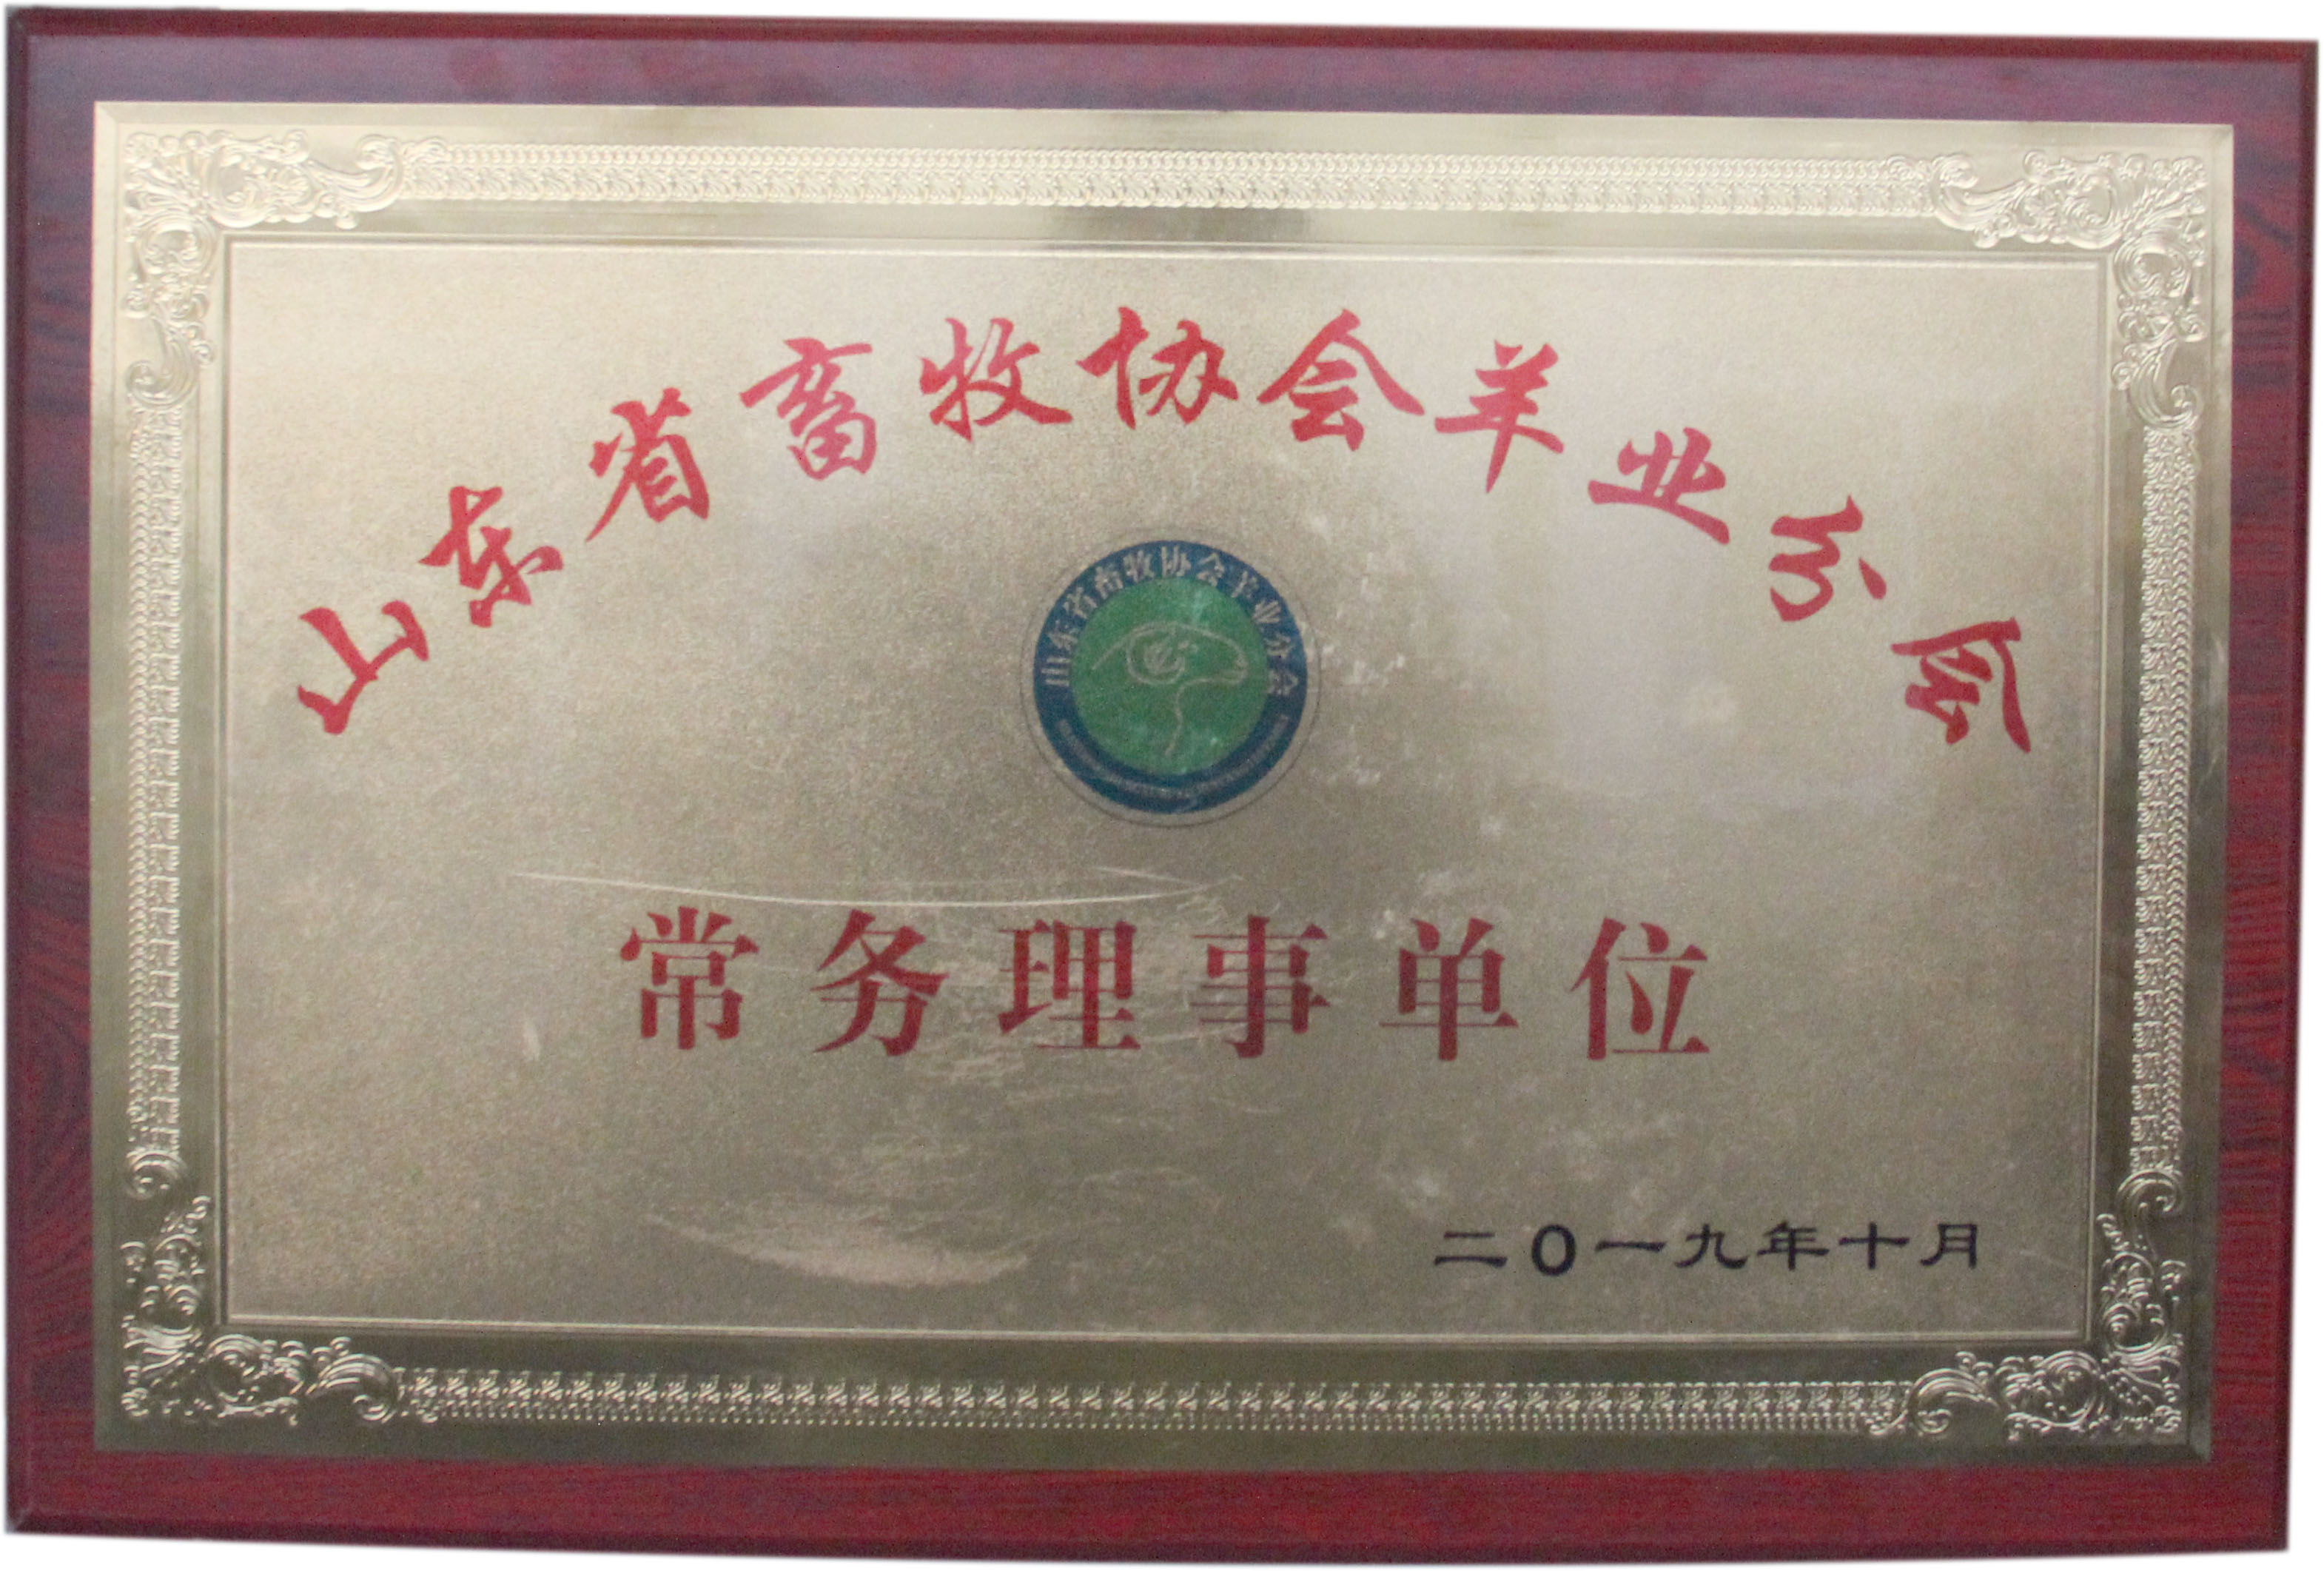 山东省畜牧协会羊业分会
山东省畜牧协会羊业分会
常务理事单位
二0一九年十月